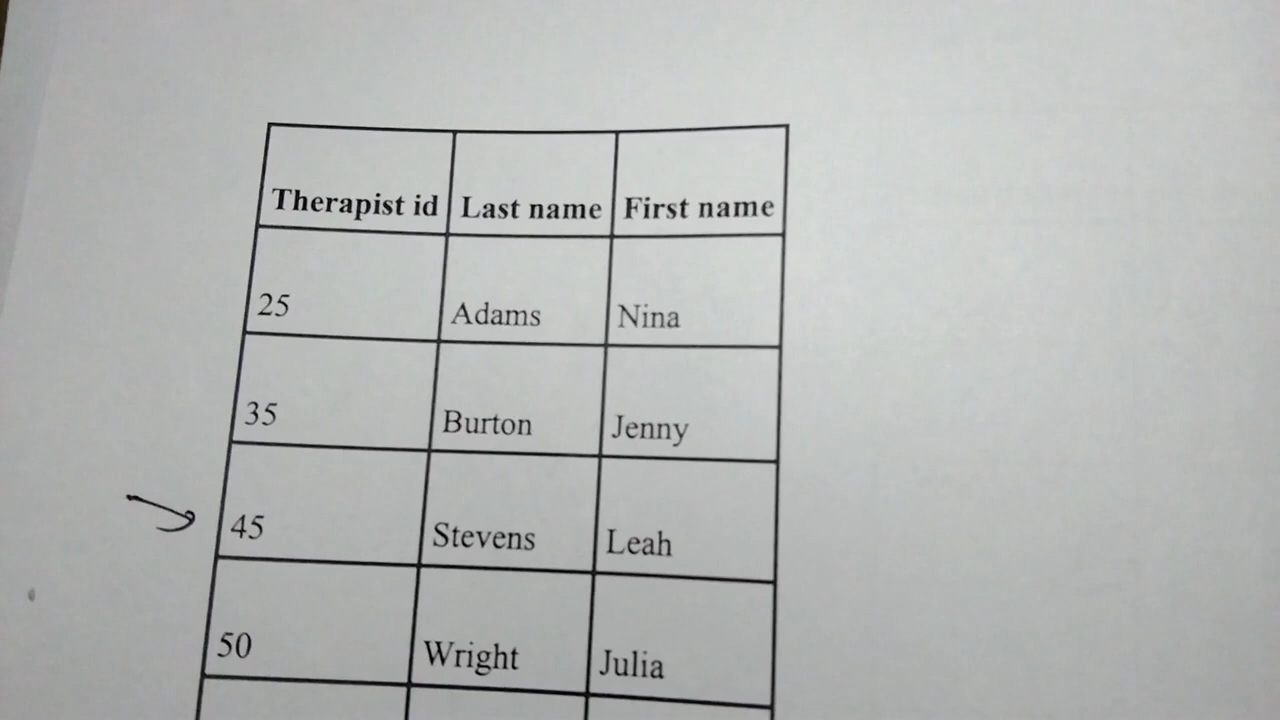 Therapist id Last name First name
25 Adams Nina
35 Burton Jenny
45 Stevens Leah
50 Wright Julia